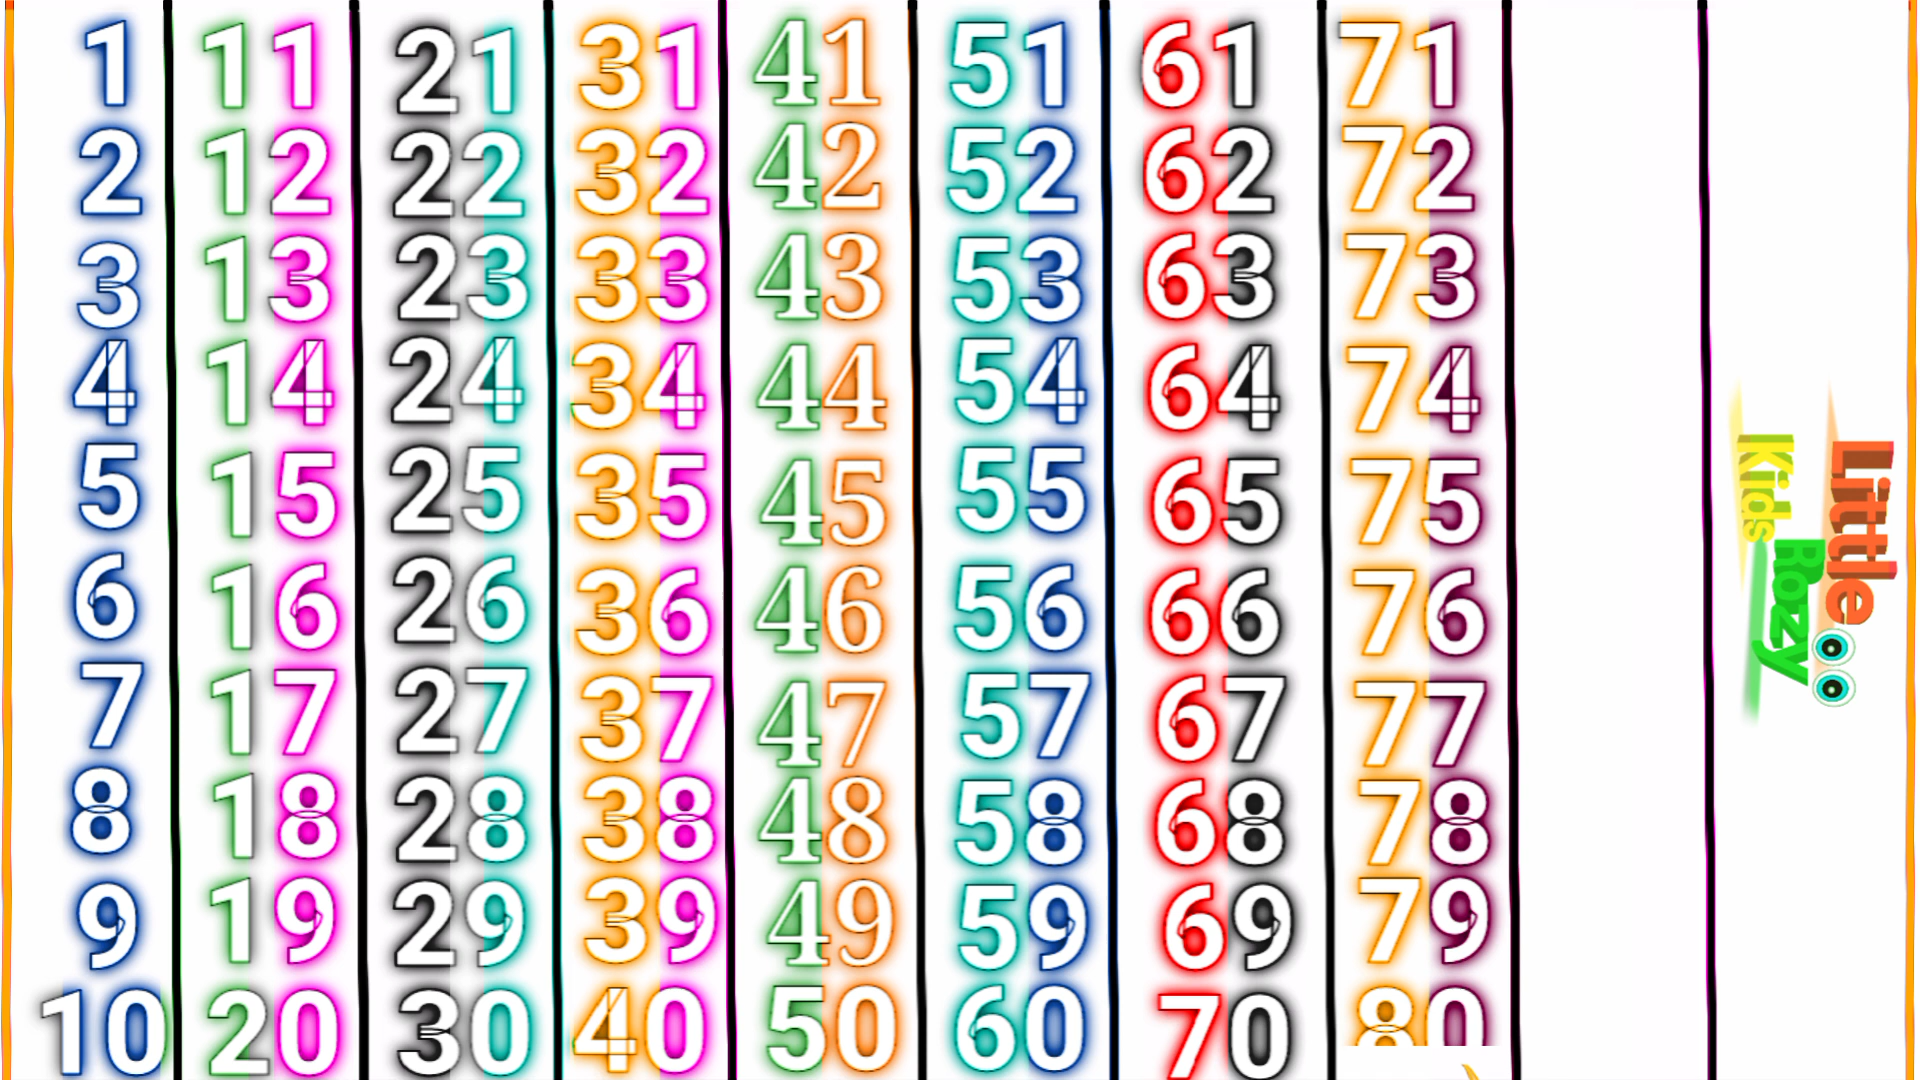 1 11 21 31 41 51 61 71
2 12 22 32 42 52 62 72
3 13 23 33 43 53 63 73
4 14 24 34 44 54 64 74
5 15 25 35 45 55 65 75
6 16 26 36 46 56 66 76
7 17 27 37 47 57 67 77
8 18 28 38 48 58 68 78
9 19 29 39 49 59 69 79
10 20 30 40 50 60 70 80
Little
Rozy
Kids